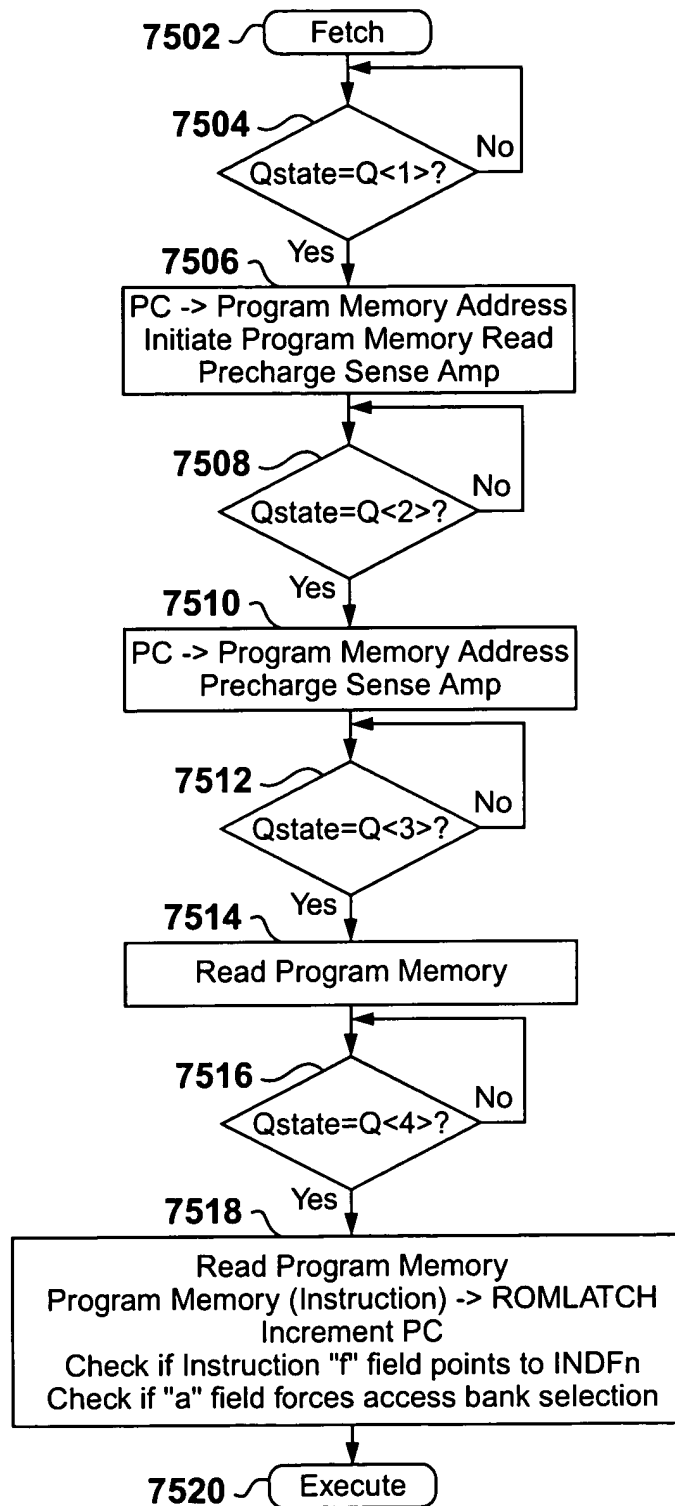 7502
Fetch
7504
Qstate=Q<1>?
No
Yes
7506
PC -> Program Memory Address
Initiate Program Memory Read
Precharge Sense Amp
7508
Qstate=Q<2>?
No
Yes
7510
PC -> Program Memory Address
Precharge Sense Amp
7512
Qstate=Q<3>?
No
Yes
7514
Read Program Memory
7516
Qstate=Q<4>?
No
Yes
7518
Read Program Memory
Program Memory (Instruction) -> ROMLATCH
Increment PC
Check if Instruction "f" field points to INDFn
Check if "a" field forces access bank selection
7520
Execute